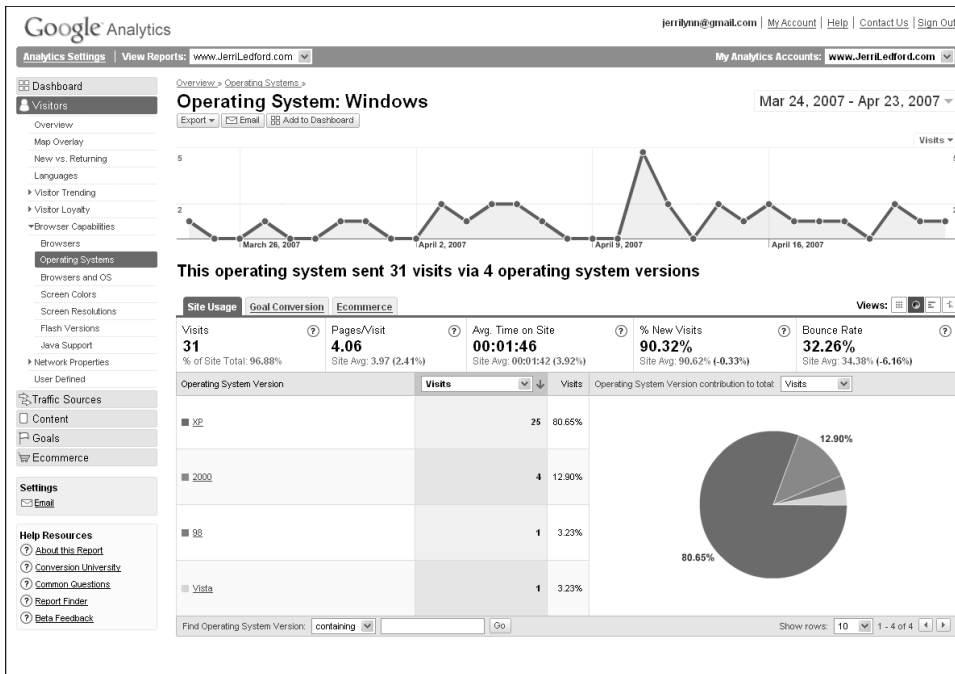 Google Analytics
jerrilynn@gmail.com | My Account | Help | Contact Us | Sign Out
Analytics Settings | View Reports: www.JerriLedford.com
My Analytics Accounts: www.JerriLedford.com
Dashboard
Visitors
Overview
Map Overlay
New vs. Returning
Languages
Visitor Trending
Visitor Loyalty
Browser Capabilities
Browsers
Operating Systems
Browsers and OS
Screen Colors
Screen Resolutions
Flash Versions
Java Support
Network Properties
User Defined
Traffic Sources
Content
Goals
Ecommerce
Settings
Email
Help Resources
About this Report
Conversion University
Common Questions
Report Finder
Beta Feedback
Overview » Operating Systems »
Operating System: Windows
Mar 24, 2007 - Apr 23, 2007
Export Email Add to Dashboard
Visits
5
2
March 26, 2007 April 2, 2007 April 9, 2007 April 16, 2007
This operating system sent 31 visits via 4 operating system versions
Site Usage Goal Conversion Ecommerce
Views:
Visits ? Pages/Visit ? Avg. Time on Site ? % New Visits ? Bounce Rate ?
31 4.06 00:01:46 90.32% 32.26%
% of Site Total: 96.88% Site Avg: 3.97 (2.41%) Site Avg: 00:01:42 (3.92%) Site Avg: 90.62% (-0.33%) Site Avg: 34.38% (-6.16%)
Operating System Version Visits Visits Operating System Version contribution to total: Visits
XP 25 80.65%
2000 4 12.90%
98 1 3.23%
Vista 1 3.23%
12.90%
80.65%
Find Operating System Version: containing Go
Show rows: 10 1 - 4 of 4